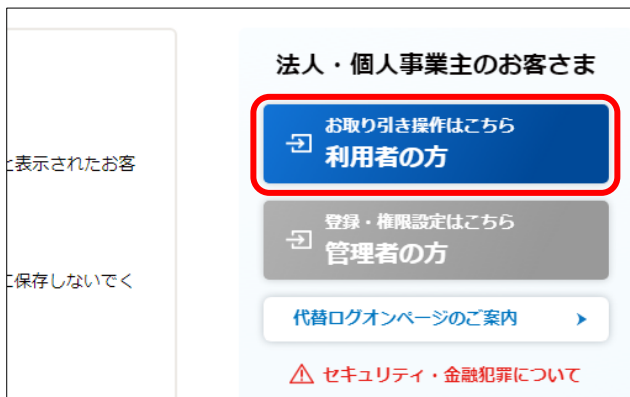 法人・個人事業主のお客さま
お取り引き操作はこちら
利用者の方
と表示されたお客
登録・権限設定はこちら
管理者の方
に保存しないでく
代替ログオンページのご案内
セキュリティ・金融犯罪について